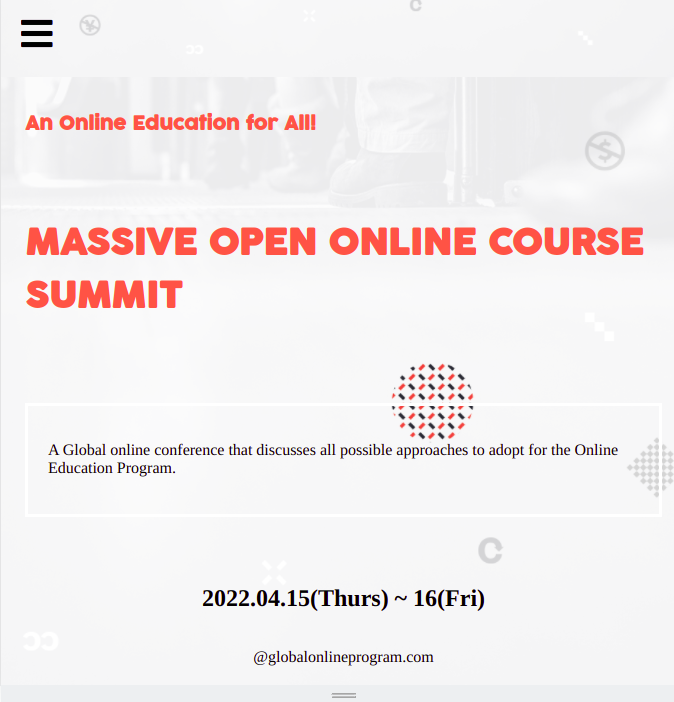 An Online Education for All!
MASSIVE OPEN ONLINE COURSE
SUMMIT
A Global online conference that discusses all possible approaches to adopt for the Online
Education Program.
2022.04.15(Thurs) ~ 16(Fri)
@globalonlineprogram.com